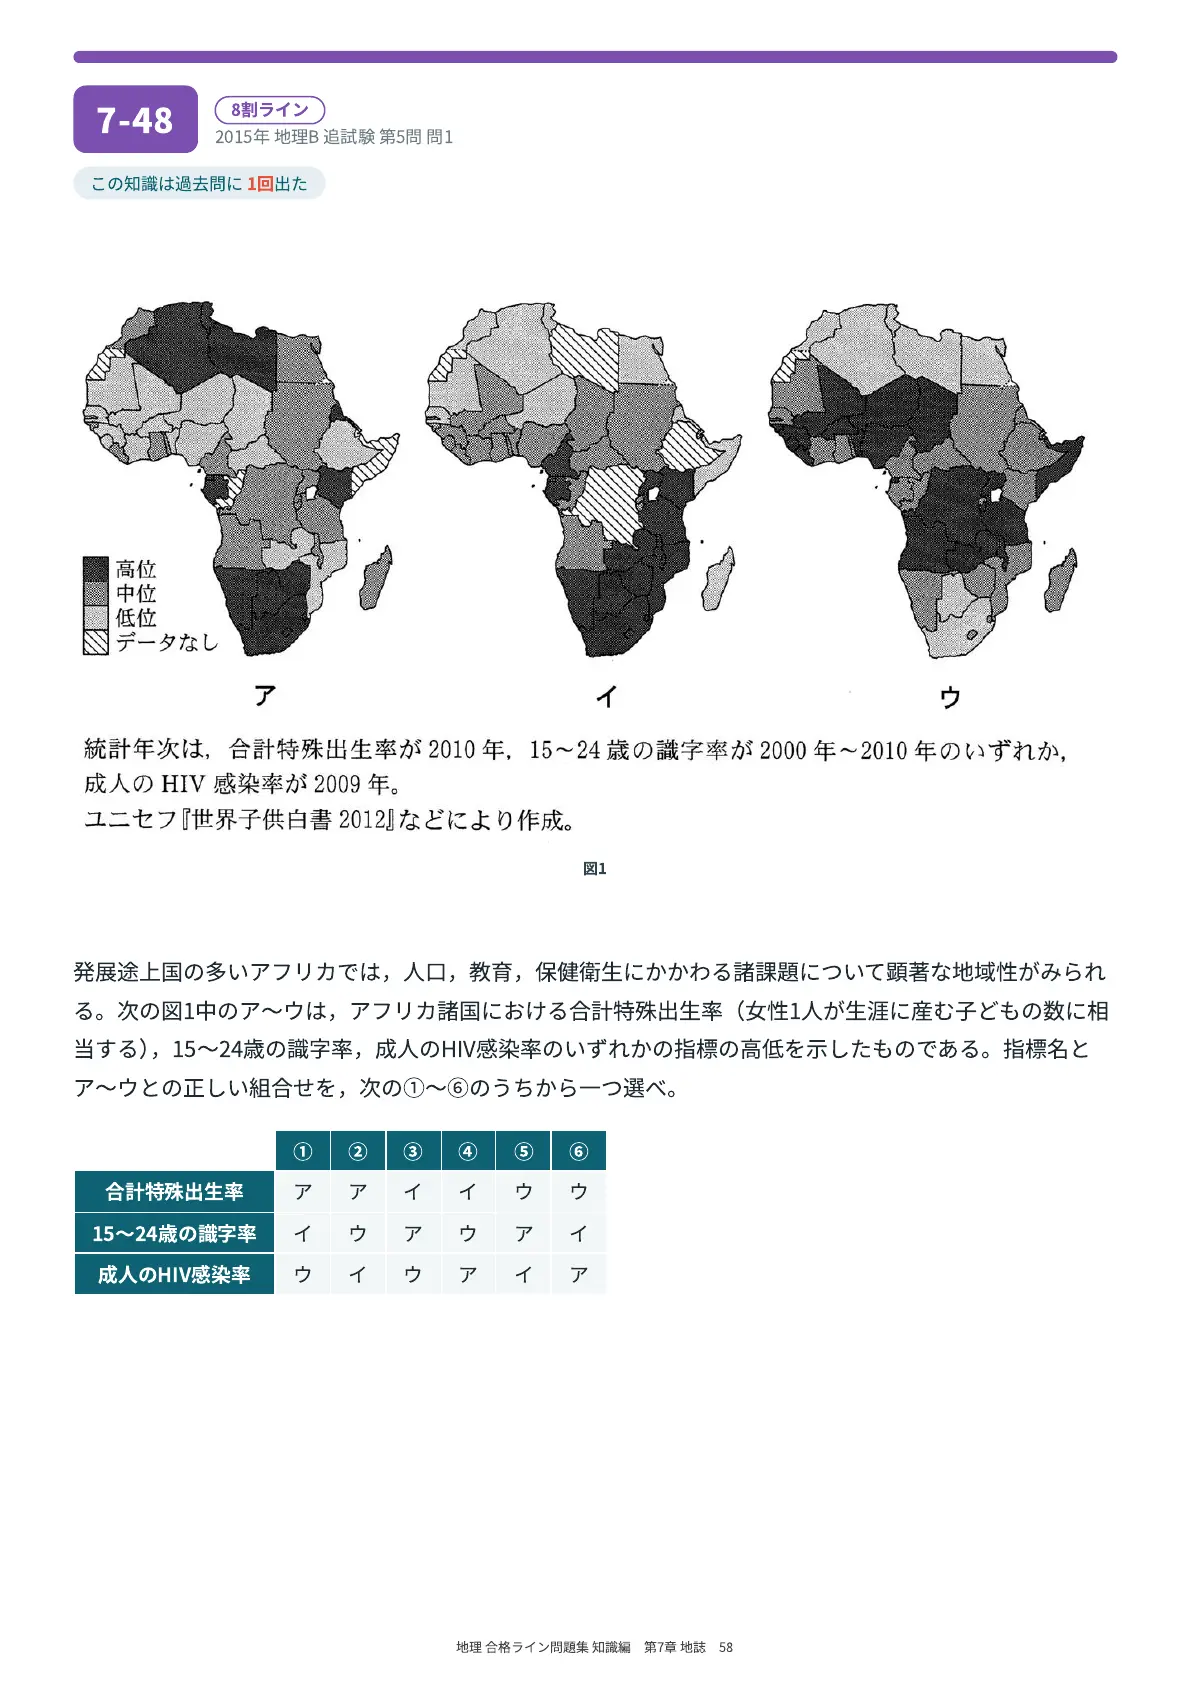 7-48
8割ライン
2015年 地理B 追試験 第5問 問1
この知識は過去問に 1回出た
高位
中位
低位
データなし
ア
イ
ウ
統計年次は，合計特殊出生率が 2010 年，15～24 歳の識字率が 2000 年～2010 年のいずれか，
成人の HIV 感染率が 2009 年。
ユニセフ『世界子供白書 2012』などにより作成。
図1
発展途上国の多いアフリカでは，人口，教育，保健衛生にかかわる諸課題について顕著な地域性がみられ
る。次の図1中のア～ウは，アフリカ諸国における合計特殊出生率（女性1人が生涯に産む子どもの数に相
当する），15～24歳の識字率，成人のHIV感染率のいずれかの指標の高低を示したものである。指標名と
ア～ウとの正しい組合せを，次の①～⑥のうちから一つ選べ。
① ② ③ ④ ⑤ ⑥
合計特殊出生率 ア ア イ イ ウ ウ
15～24歳の識字率 イ ウ ア ウ ア イ
成人のHIV感染率 ウ イ ウ ア イ ア
地理 合格ライン問題集 知識編 第7章 地誌 58